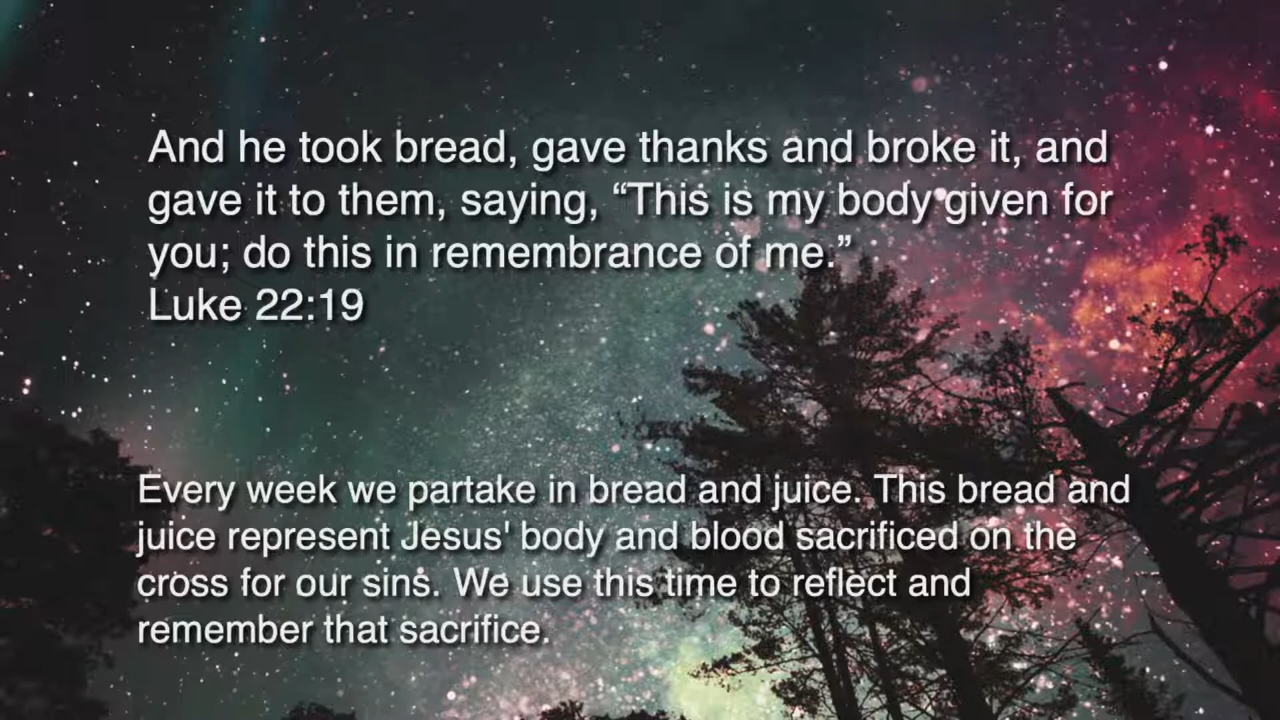 And he took bread, gave thanks and broke it, and
gave it to them, saying, “This is my body given for
you; do this in remembrance of me.”
Luke 22:19
Every week we partake in bread and juice. This bread and
juice represent Jesus' body and blood sacrificed on the
cross for our sins. We use this time to reflect and
remember that sacrifice.